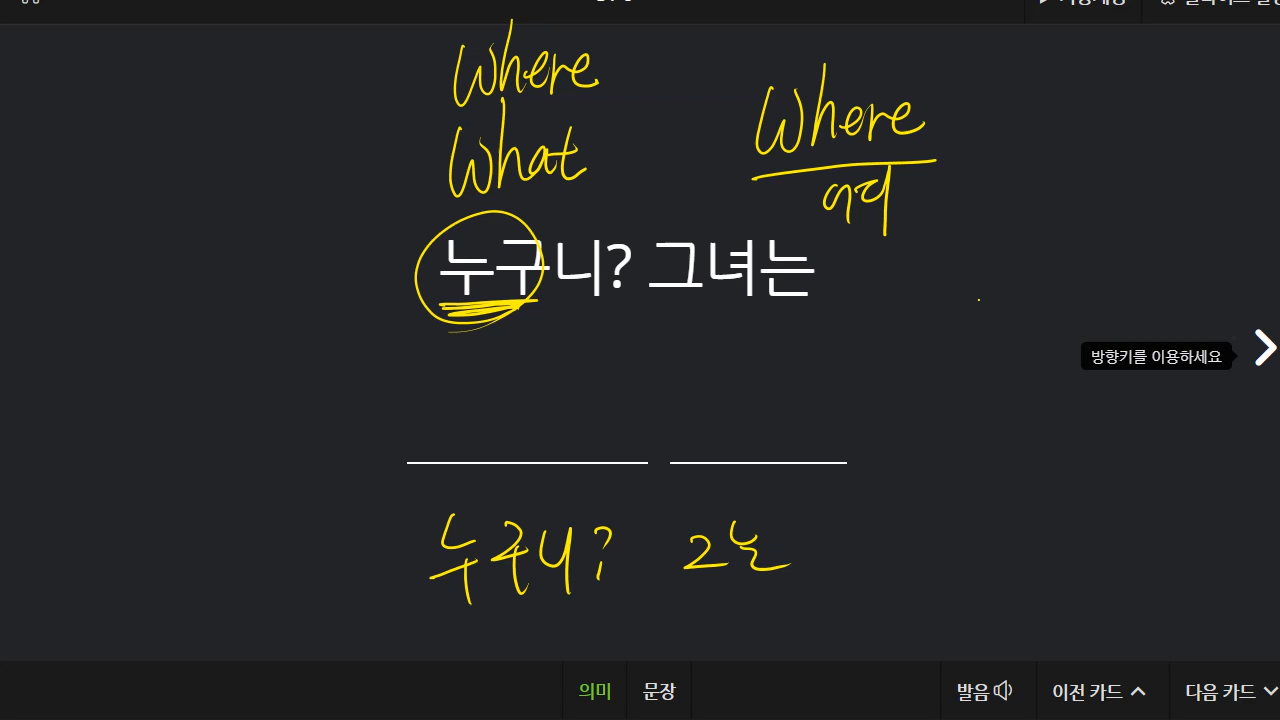 Where
What
Where
어디
누구니? 그녀는
방향키를 이용하세요
누구니? 그는
의미 문장 발음 이전 카드 다음 카드